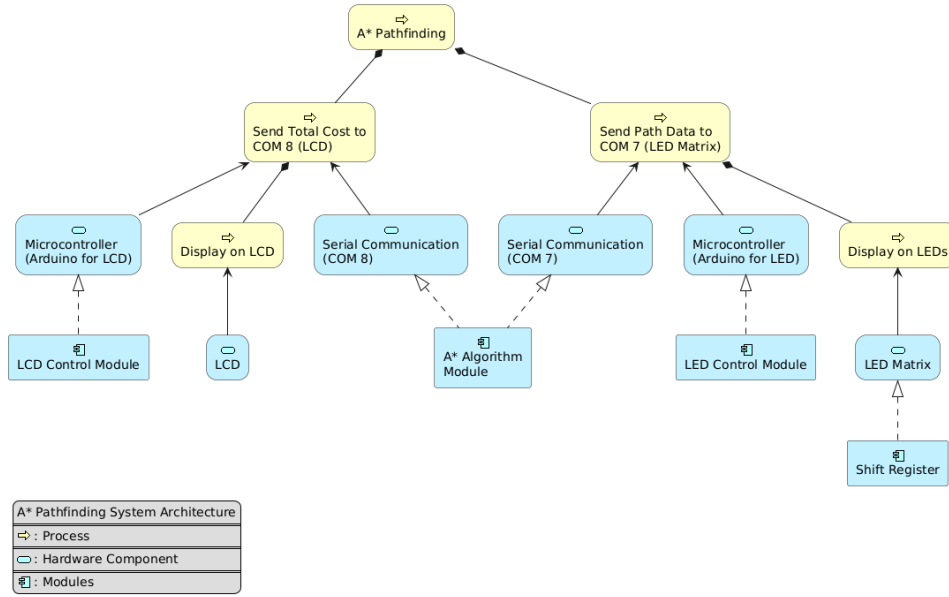 A* Pathfinding
Send Total Cost to
COM 8 (LCD)
Send Path Data to
COM 7 (LED Matrix)
Microcontroller
(Arduino for LCD)
Display on LCD
Serial Communication
(COM 8)
Serial Communication
(COM 7)
Microcontroller
(Arduino for LED)
Display on LEDs
LCD Control Module
LCD
A* Algorithm
Module
LED Control Module
LED Matrix
Shift Register
A* Pathfinding System Architecture
: Process
: Hardware Component
: Modules